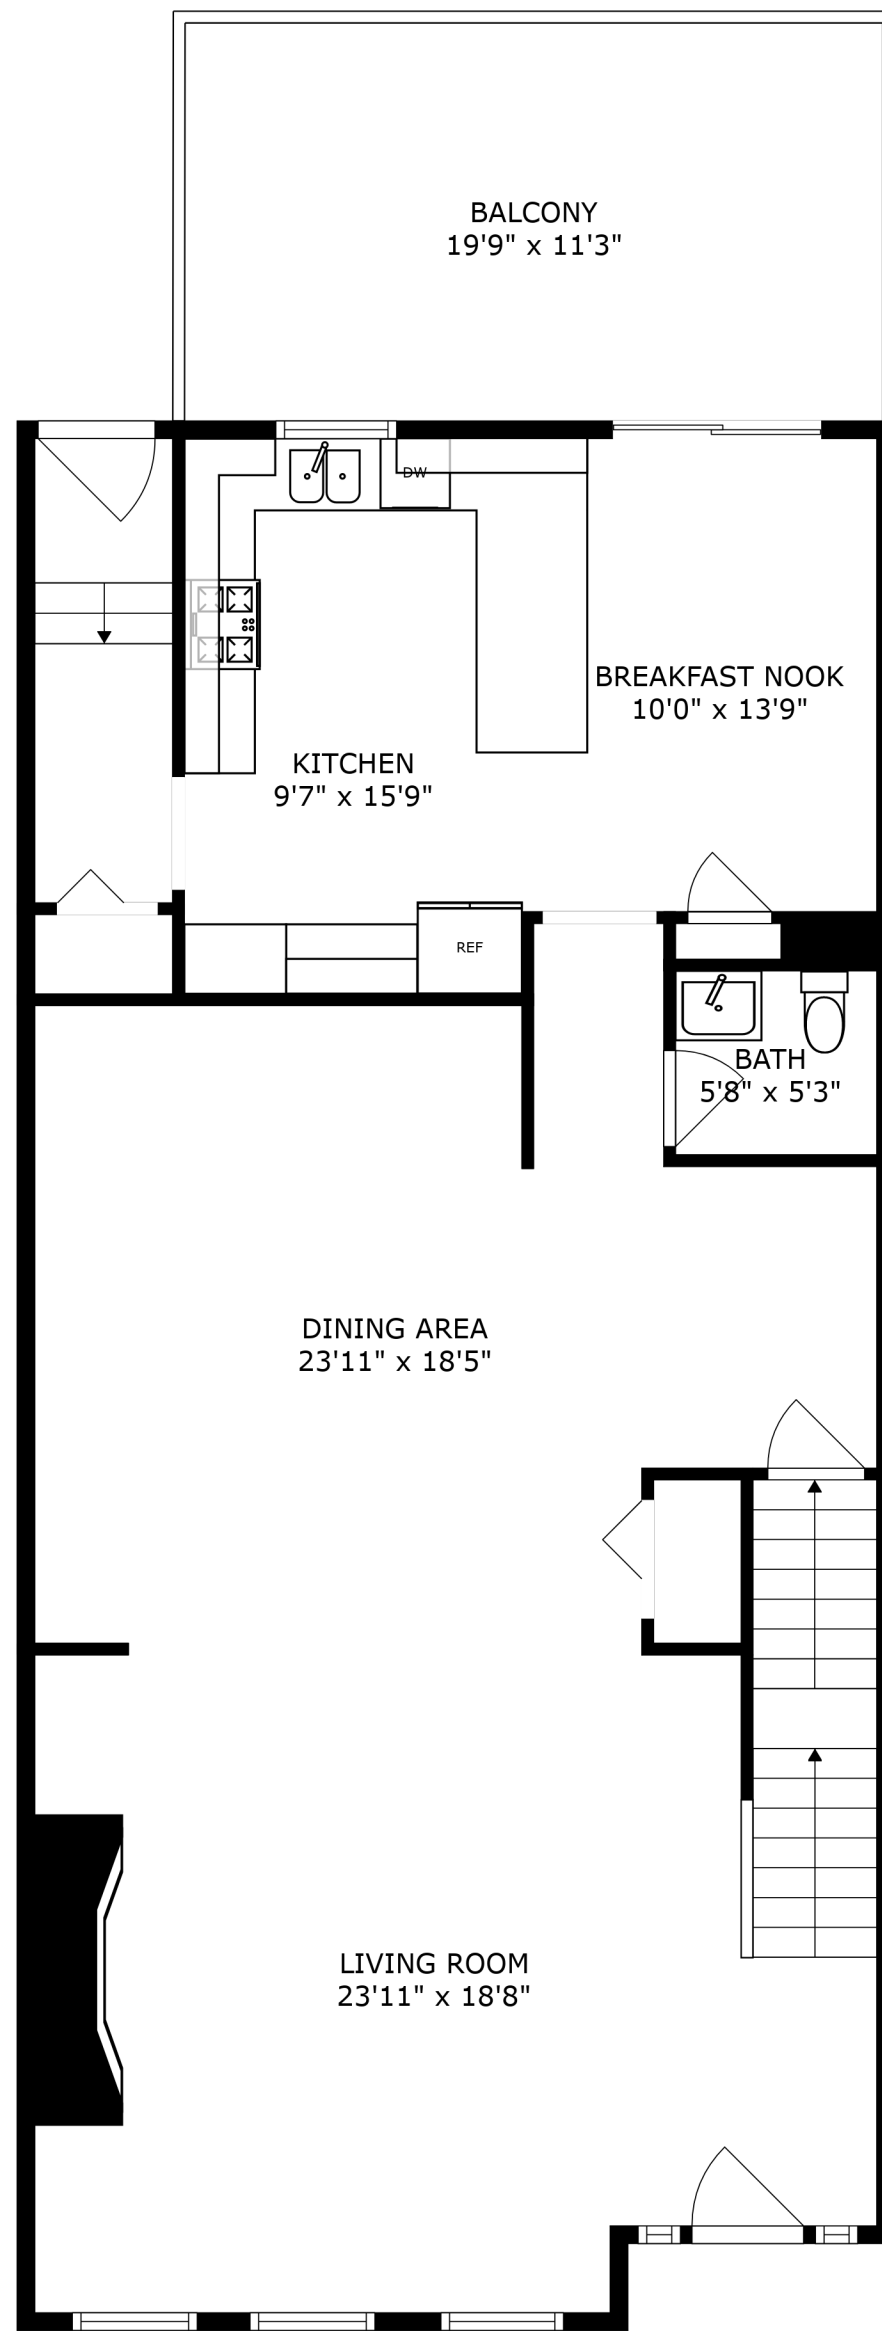 BALCONY
19'9" x 11'3"
DW
BREAKFAST NOOK
10'0" x 13'9"
KITCHEN
9'7" x 15'9"
REF
BATH
5'8" x 5'3"
DINING AREA
23'11" x 18'5"
LIVING ROOM
23'11" x 18'8"